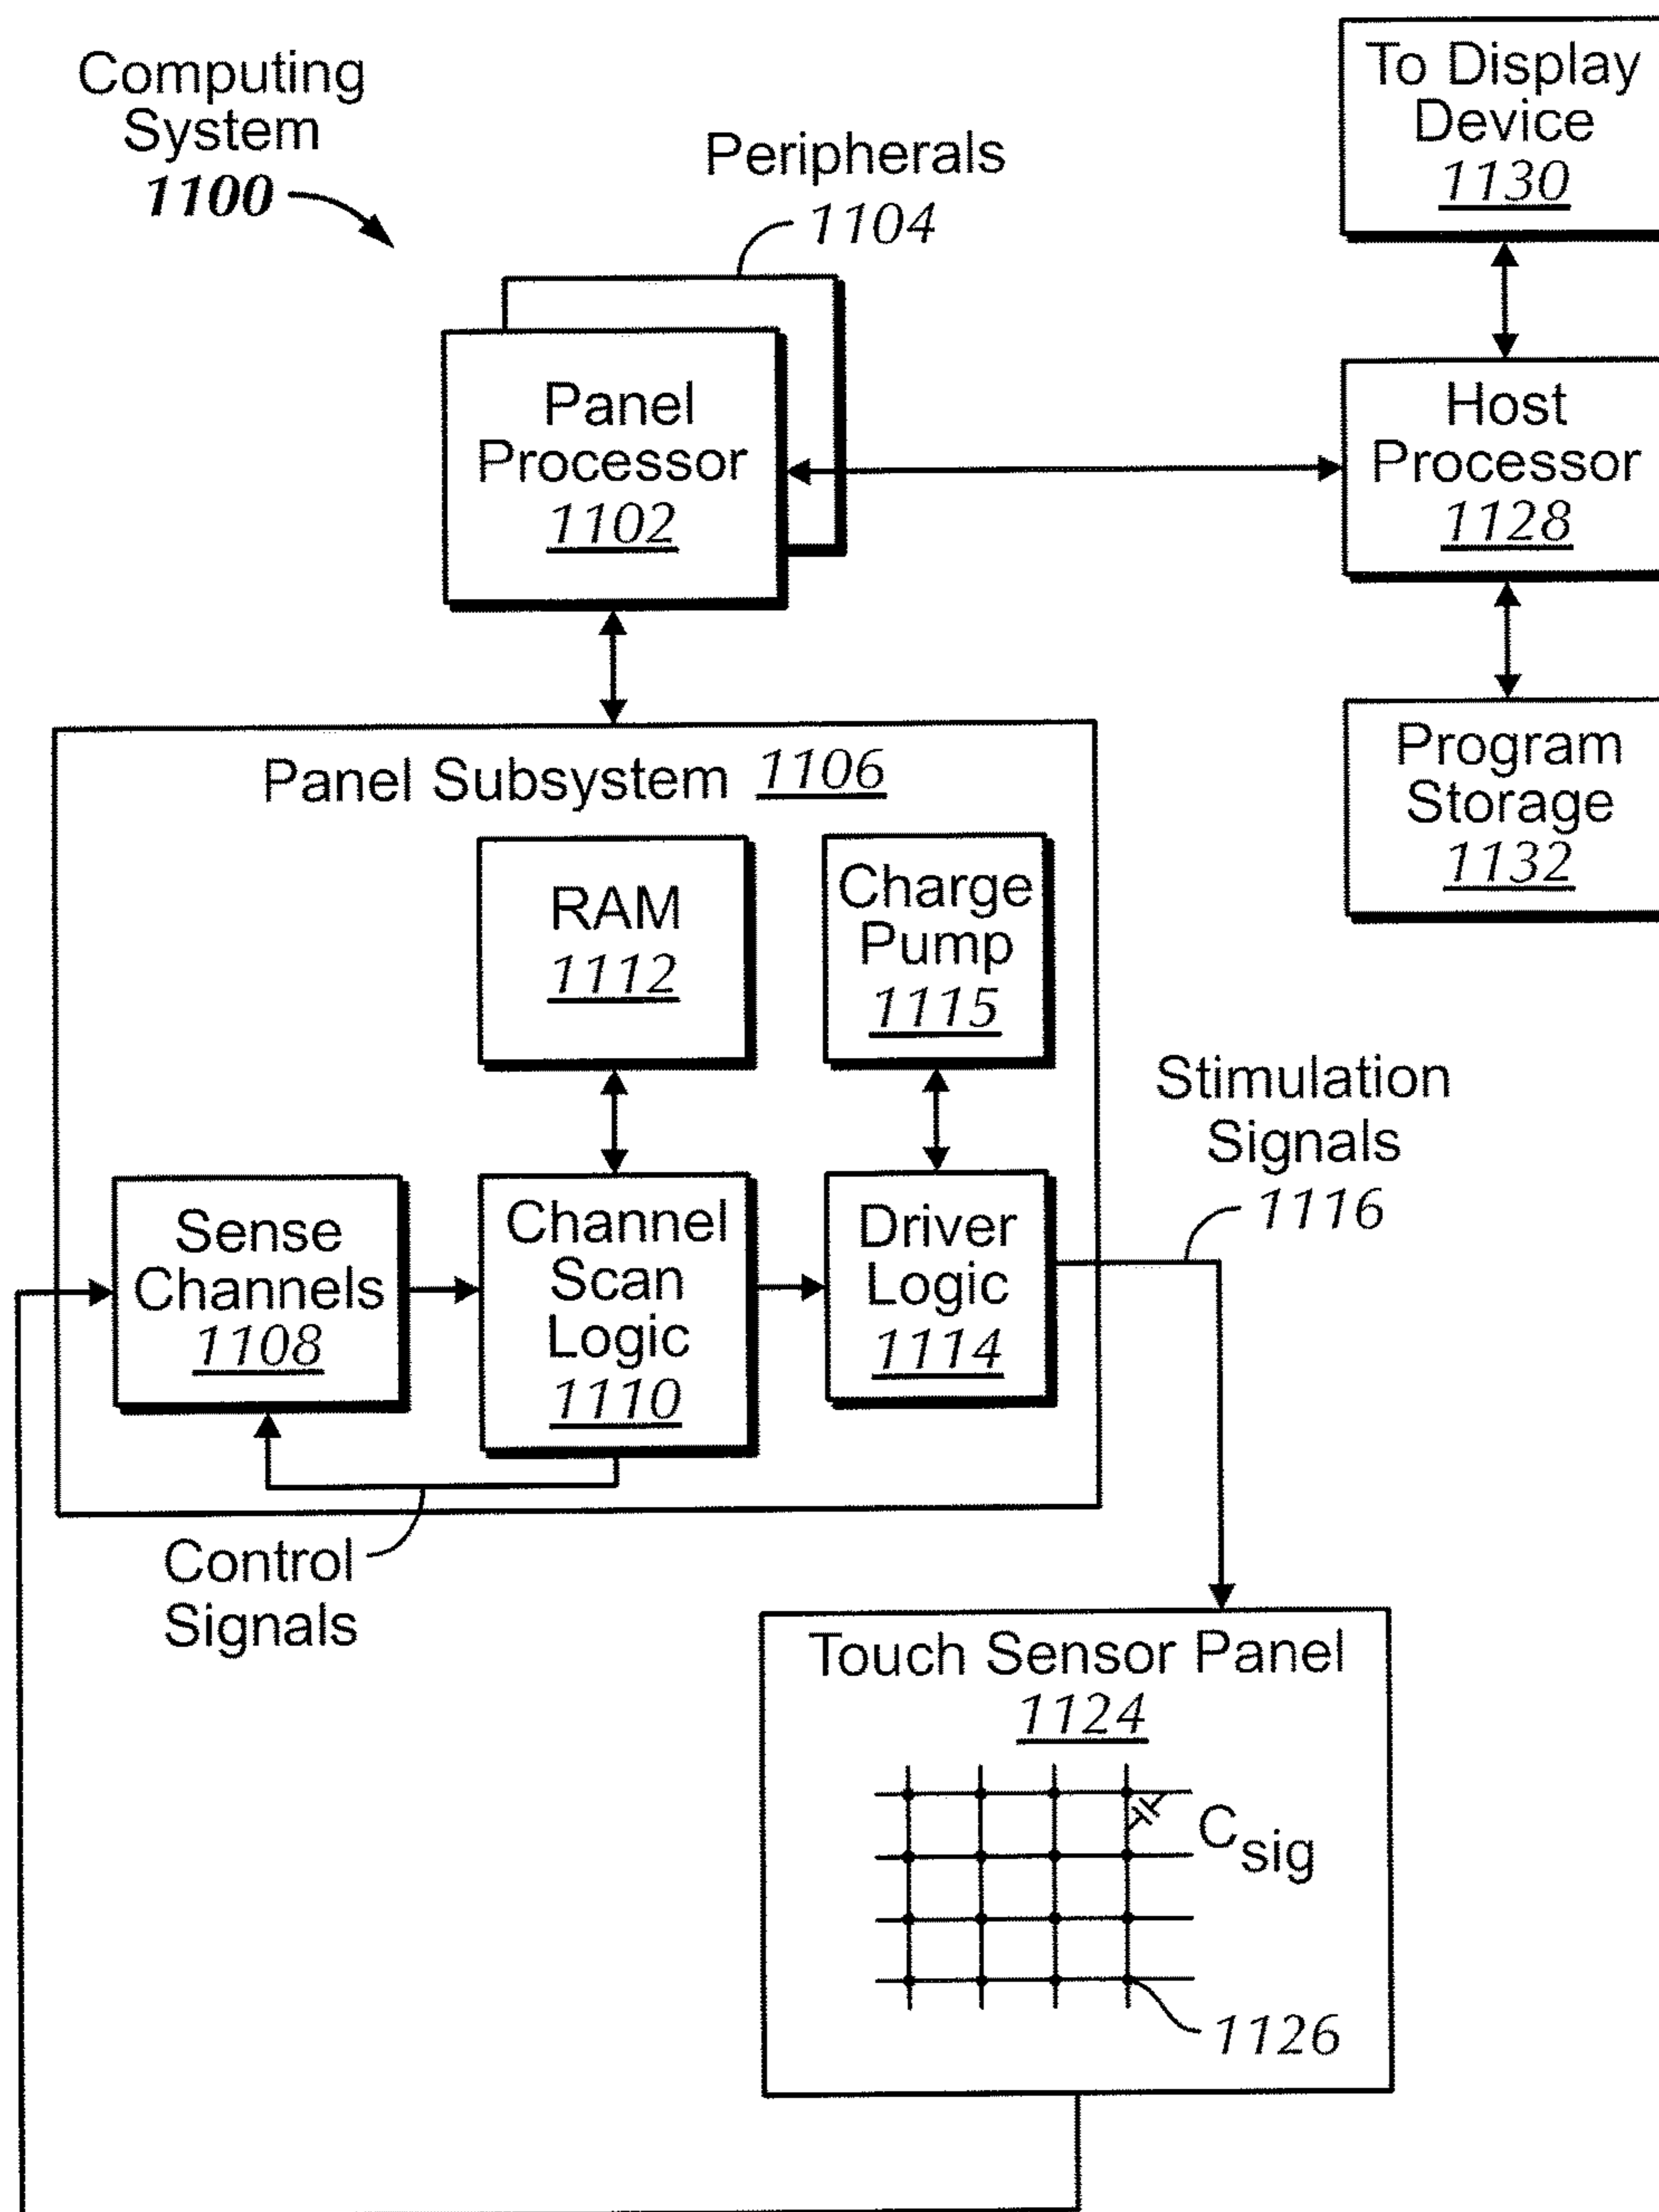 Computing
System
1100
Peripherals
1104
To Display
Device
1130
Panel
Processor
1102
Host
Processor
1128
Panel Subsystem 1106
Program
Storage
1132
RAM
1112
Charge
Pump
1115
Stimulation
Signals
1116
Sense
Channels
1108
Channel
Scan
Logic
1110
Driver
Logic
1114
Control
Signals
Touch Sensor Panel
1124
Csig
1126